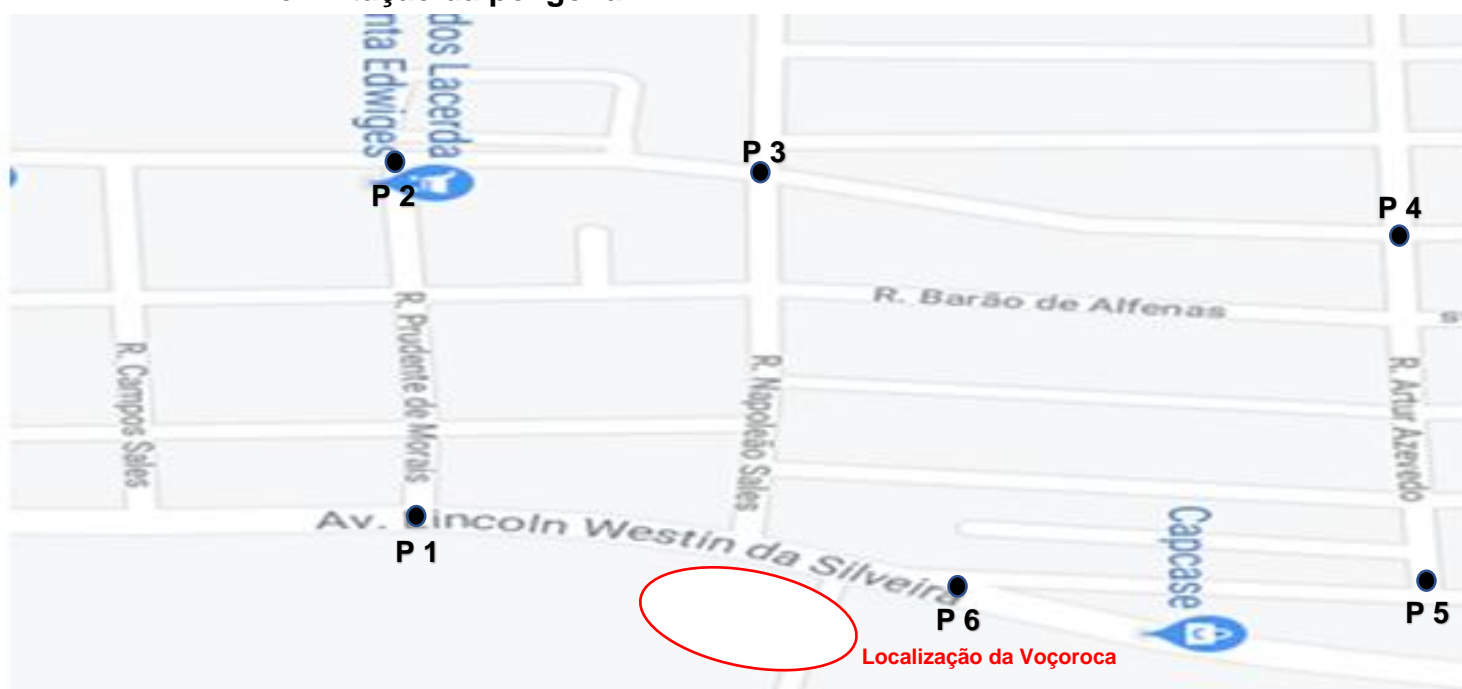 nta Edwiges
dos Lacerda
P 2
P 3
P 4
R. Barão de Alfenas
R. Campos Sales
R. Prudente de Morais
R. Napoleão Sales
R. Artur Azevedo
Av. Lincoln Westin da Silveira
P 1
Capcase
P 6
P 5
Localização da Voçoroca